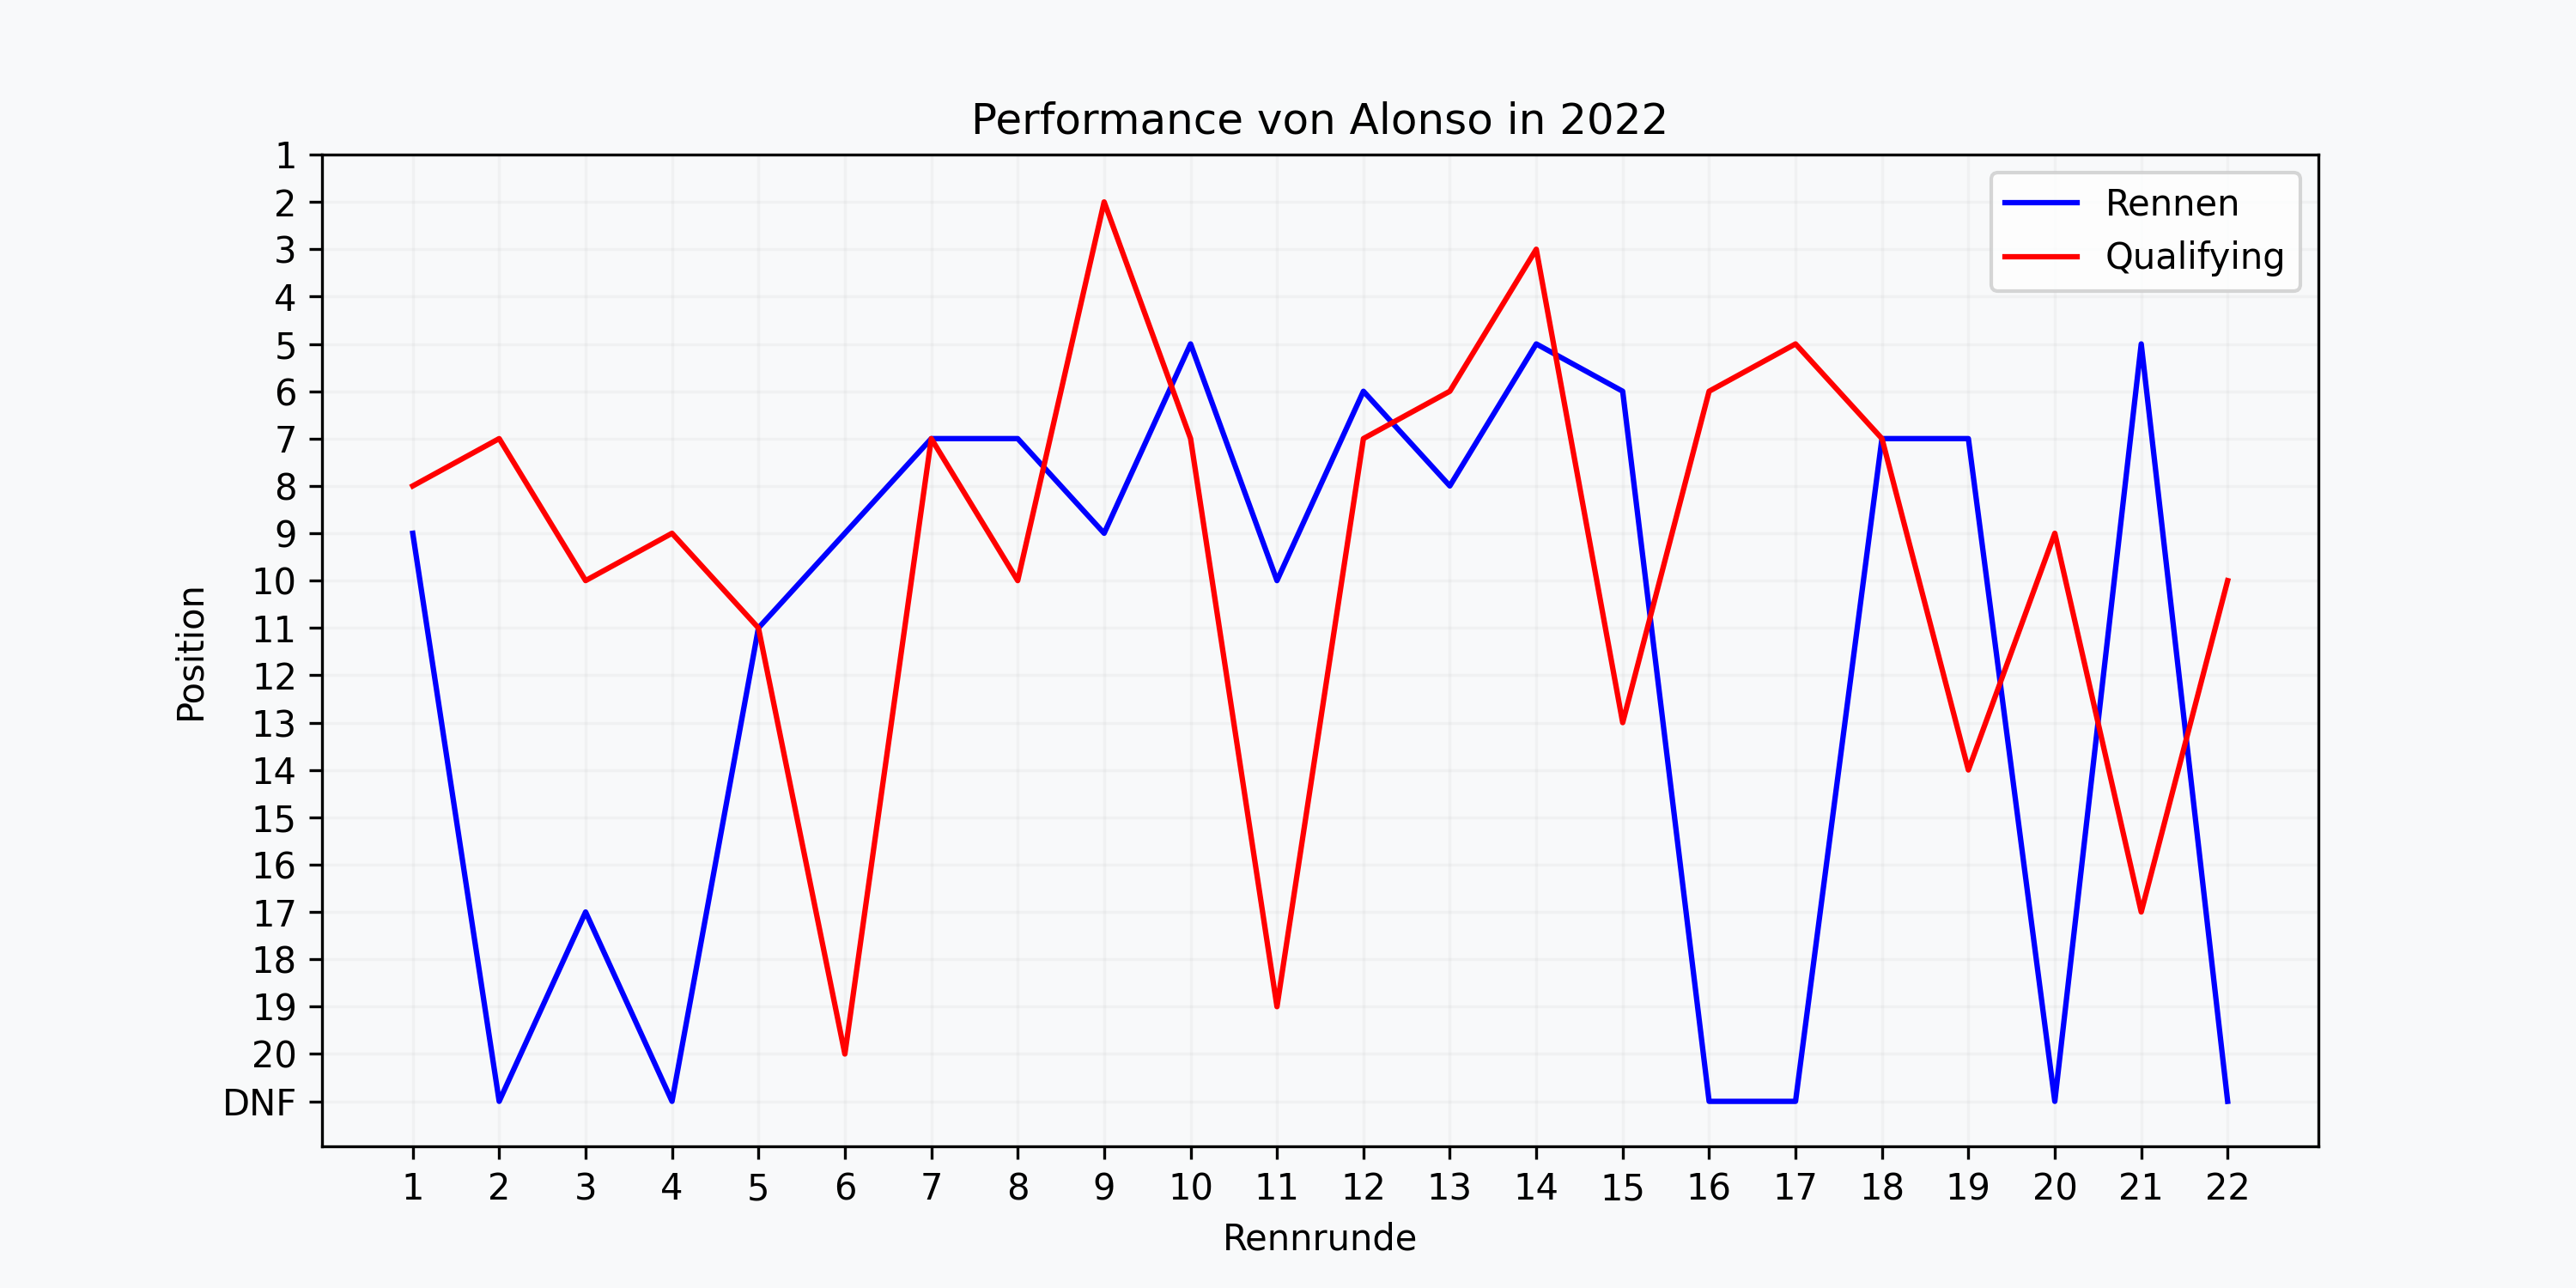 Performance von Alonso in 2022
1
2
3
4
5
6
7
8
9
10
11
12
13
14
15
16
17
18
19
20
DNF
Position
Rennen
Qualifying
1 2 3 4 5 6 7 8 9 10 11 12 13 14 15 16 17 18 19 20 21 22
Rennrunde